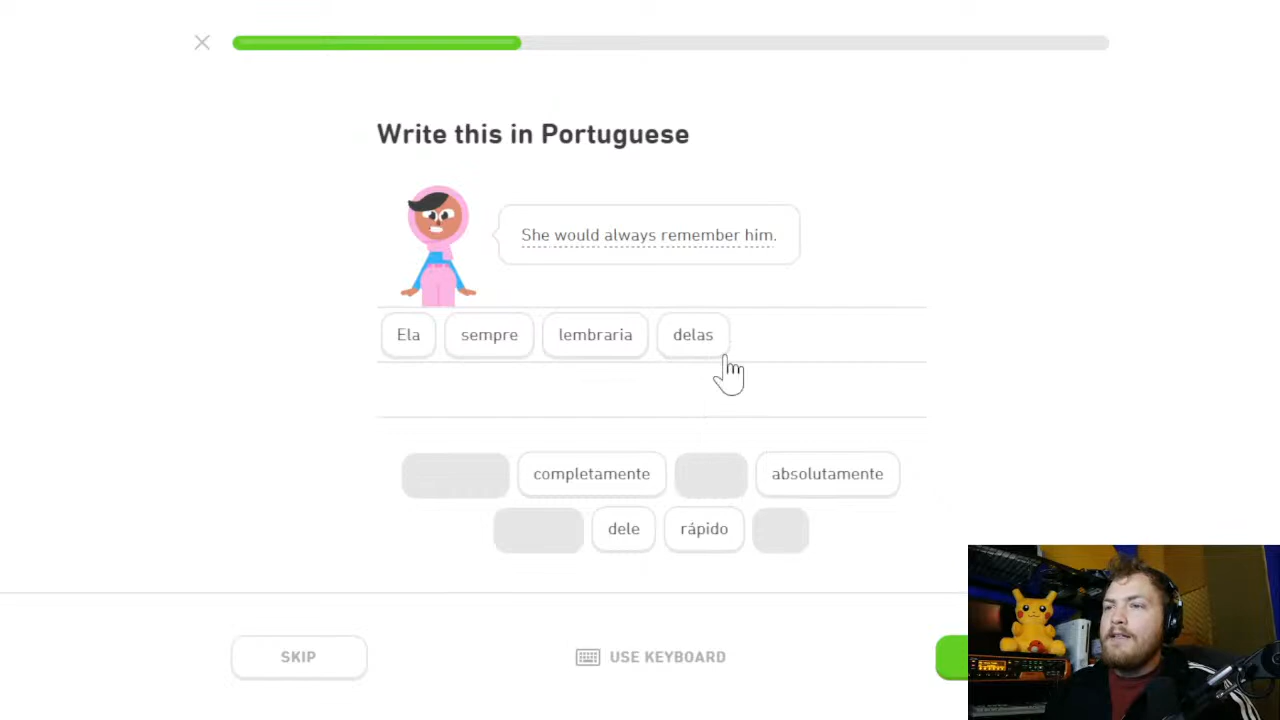 Write this in Portuguese
She would always remember him.
Ela sempre lembraria delas
completamente absolutamente
dele rápido
SKIP USE KEYBOARD